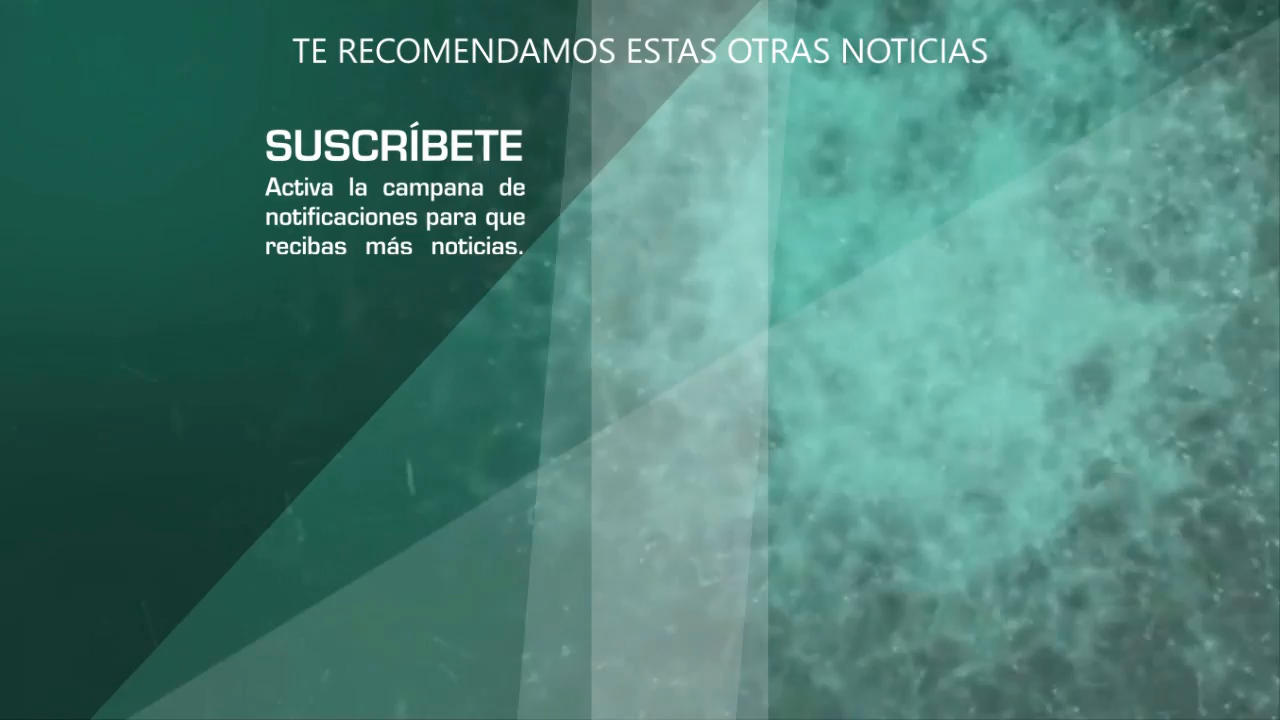 TE RECOMENDAMOS ESTAS OTRAS NOTICIAS
SUSCRÍBETE
Activa la campana de
notificaciones para que
recibas más noticias.